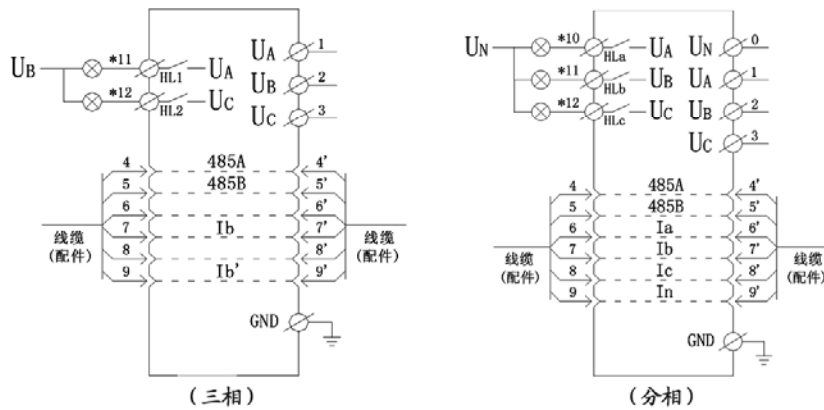 UB
*11
HL1
UA
UA
1
*12
HL2
UC
UB
2
UC
3
4
485A
4'
5
485B
5'
6
6'
7
Ib
7'
8
8'
9
Ib'
9'
线缆
(配件)
线缆
(配件)
GND
(三相)
UN
*10
HLa
UA
UN
0
*11
HLb
UB
UA
1
*12
HLc
UC
UB
2
UC
3
4
485A
4'
5
485B
5'
6
Ia
6'
7
Ib
7'
8
Ic
8'
9
In
9'
线缆
(配件)
线缆
(配件)
GND
(分相)